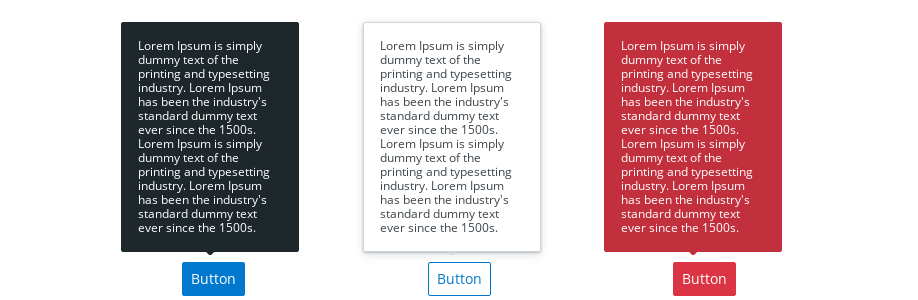 Lorem Ipsum is simply
dummy text of the
printing and typesetting
industry. Lorem Ipsum
has been the industry's
standard dummy text
ever since the 1500s.
Lorem Ipsum is simply
dummy text of the
printing and typesetting
industry. Lorem Ipsum
has been the industry's
standard dummy text
ever since the 1500s.
Button
Lorem Ipsum is simply
dummy text of the
printing and typesetting
industry. Lorem Ipsum
has been the industry's
standard dummy text
ever since the 1500s.
Lorem Ipsum is simply
dummy text of the
printing and typesetting
industry. Lorem Ipsum
has been the industry's
standard dummy text
ever since the 1500s.
Button
Lorem Ipsum is simply
dummy text of the
printing and typesetting
industry. Lorem Ipsum
has been the industry's
standard dummy text
ever since the 1500s.
Lorem Ipsum is simply
dummy text of the
printing and typesetting
industry. Lorem Ipsum
has been the industry's
standard dummy text
ever since the 1500s.
Button